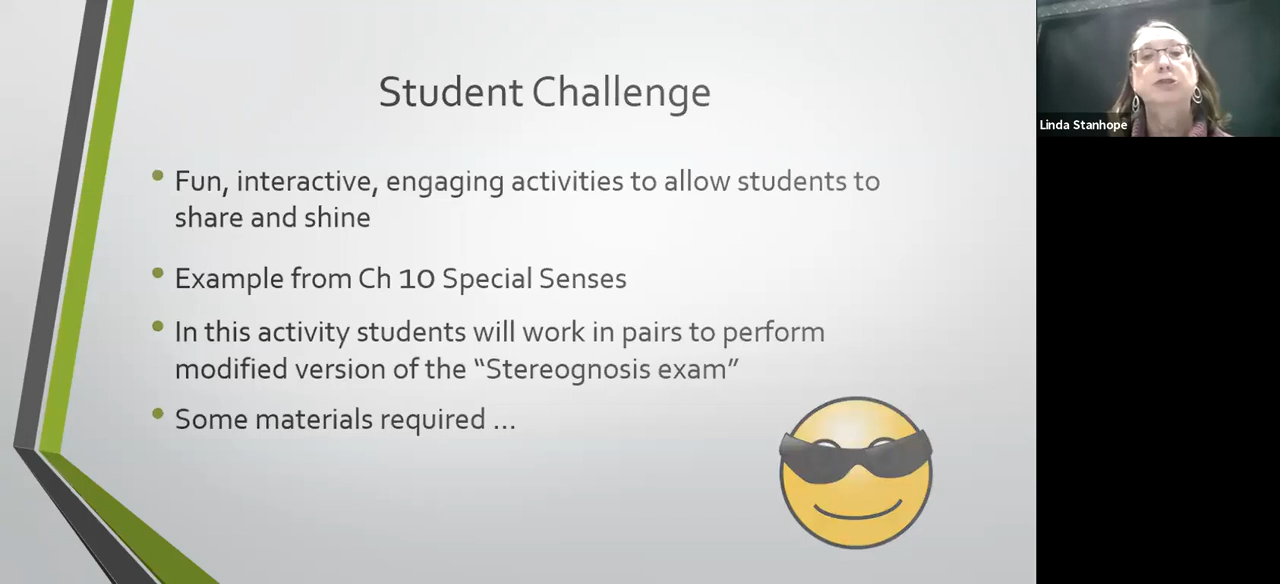 Student Challenge
Fun, interactive, engaging activities to allow students to
share and shine
Example from Ch 10 Special Senses
In this activity students will work in pairs to perform
modified version of the “Stereognosis exam”
Some materials required ...
Linda Stanhope